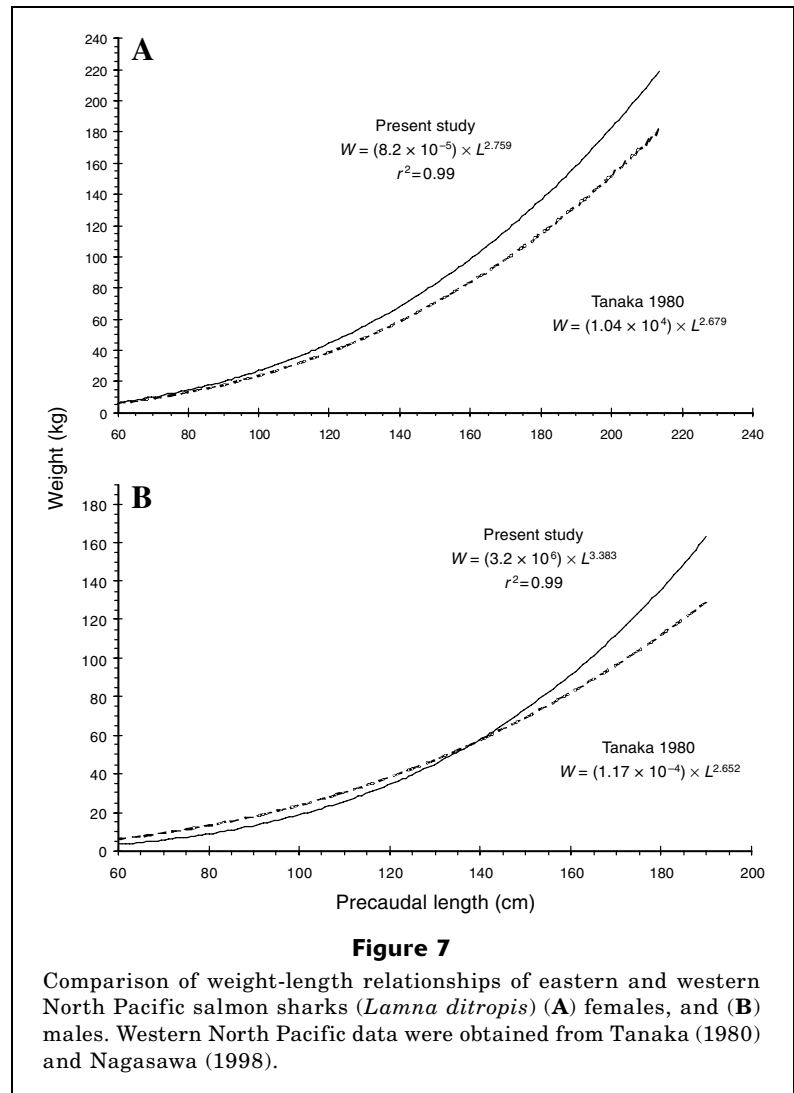 A
Present study
W = (8.2 × 10⁻⁵) × L²·⁷⁵⁹
r²=0.99
Tanaka 1980
W = (1.04 × 10⁴) × L²·⁶⁷⁹
240
220
200
180
160
140
120
100
80
60
40
20
0
60 80 100 120 140 160 180 200 220 240
Weight (kg)
B
Present study
W = (3.2 × 10⁶) × L³·³⁸³
r²=0.99
Tanaka 1980
W = (1.17 × 10⁻⁴) × L²·⁶⁵²
180
160
140
120
100
80
60
40
20
0
60 80 100 120 140 160 180 200
Precaudal length (cm)
Figure 7
Comparison of weight-length relationships of eastern and western
North Pacific salmon sharks (Lamna ditropis) (A) females, and (B)
males. Western North Pacific data were obtained from Tanaka (1980)
and Nagasawa (1998).